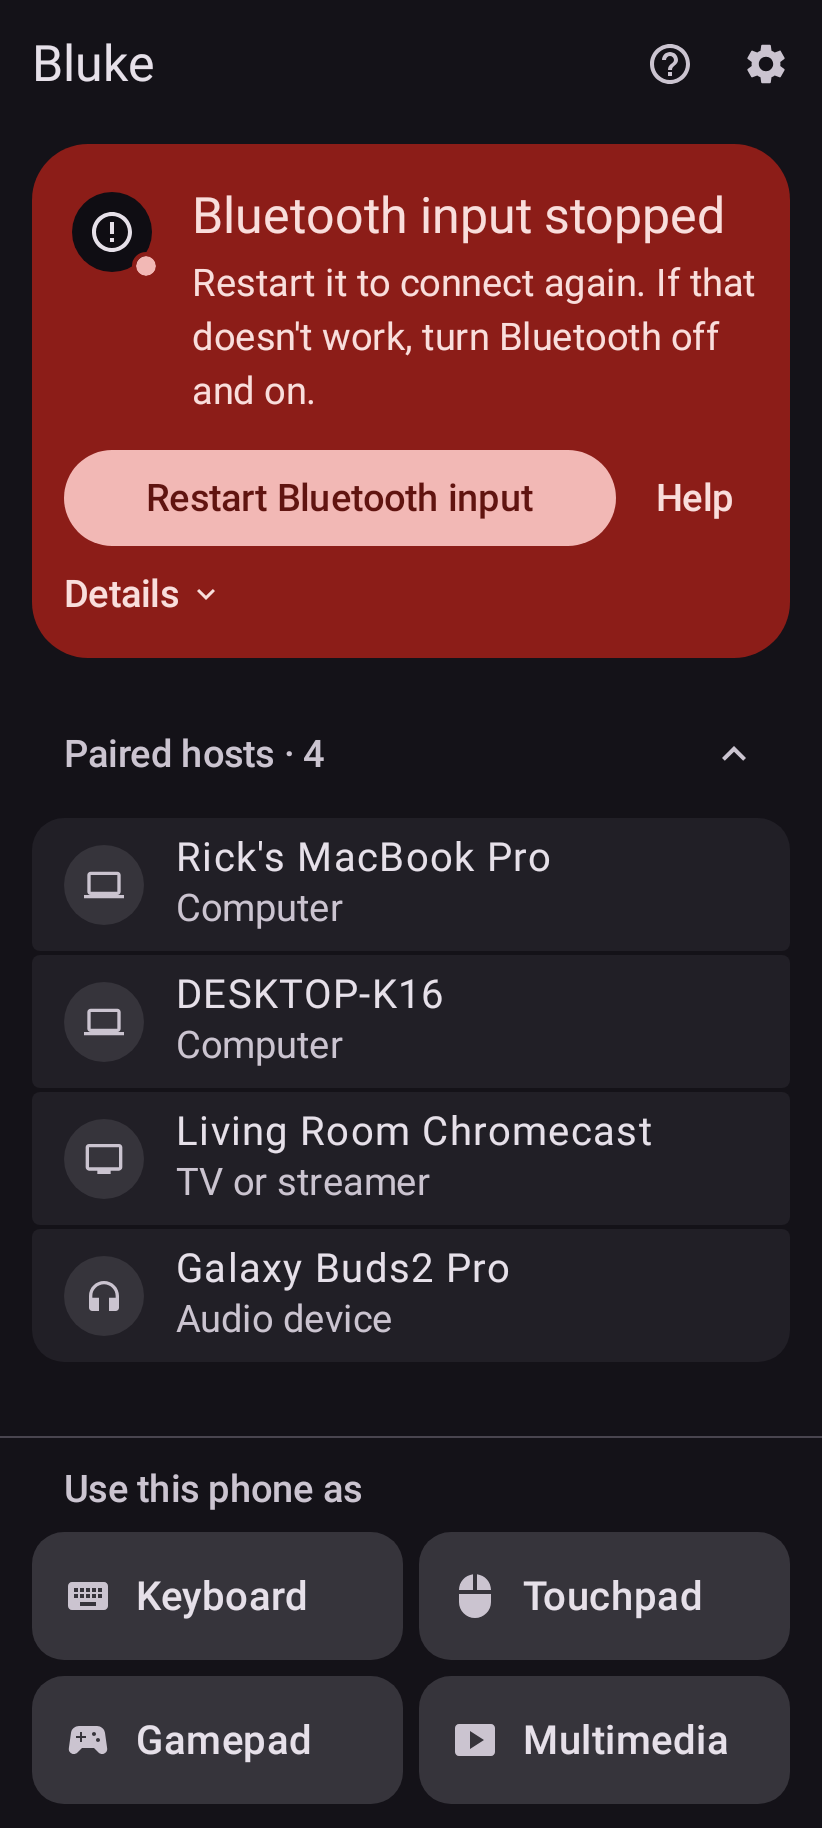 Bluke
Bluetooth input stopped
Restart it to connect again. If that
doesn't work, turn Bluetooth off
and on.
Restart Bluetooth input
Help
Details
Paired hosts · 4
Rick's MacBook Pro
Computer
DESKTOP-K16
Computer
Living Room Chromecast
TV or streamer
Galaxy Buds2 Pro
Audio device
Use this phone as
Keyboard
Touchpad
Gamepad
Multimedia